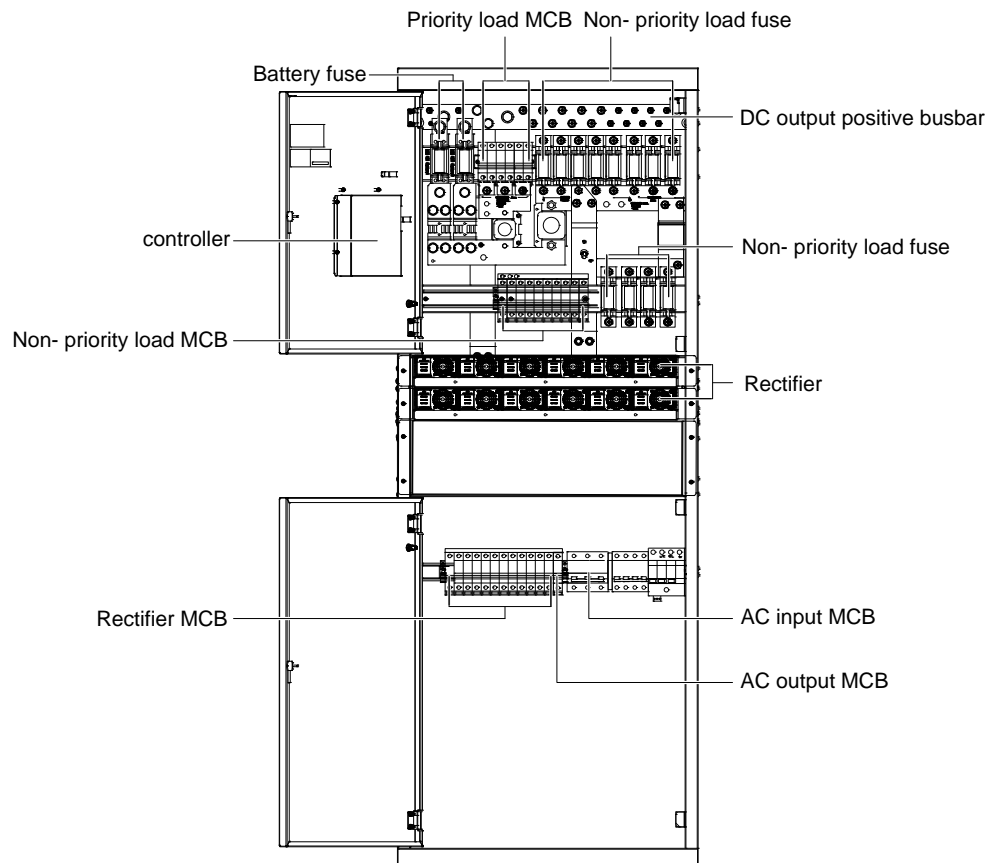 Priority load MCB
Non- priority load fuse
Battery fuse
DC output positive busbar
controller
Non- priority load fuse
Non- priority load MCB
Rectifier
Rectifier MCB
AC input MCB
AC output MCB